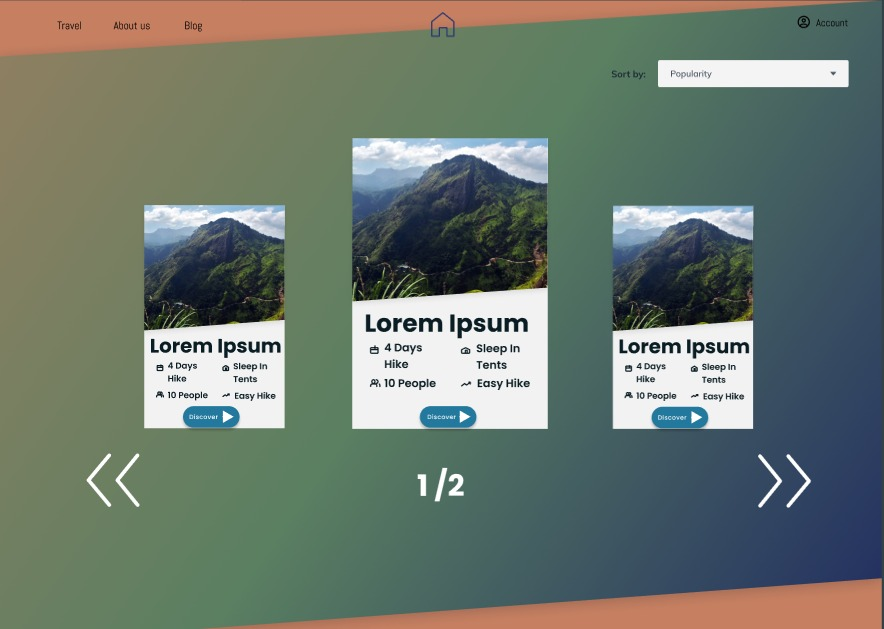 Travel About us Blog Account
Sort by: Popularity
Lorem Ipsum
4 Days
Hike
Sleep In
Tents
10 People
Easy Hike
Discover
Lorem Ipsum
4 Days
Hike
Sleep In
Tents
10 People
Easy Hike
Discover
Lorem Ipsum
4 Days
Hike
Sleep In
Tents
10 People
Easy Hike
Discover
1 /2